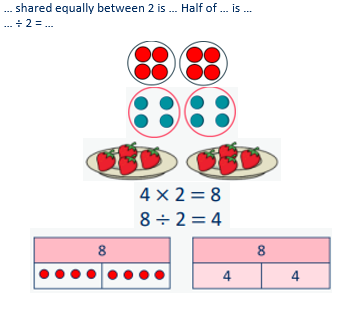 ... shared equally between 2 is ... Half of ... is ...
... ÷ 2 = ...
4 × 2 = 8
8 ÷ 2 = 4
8 8
4 4